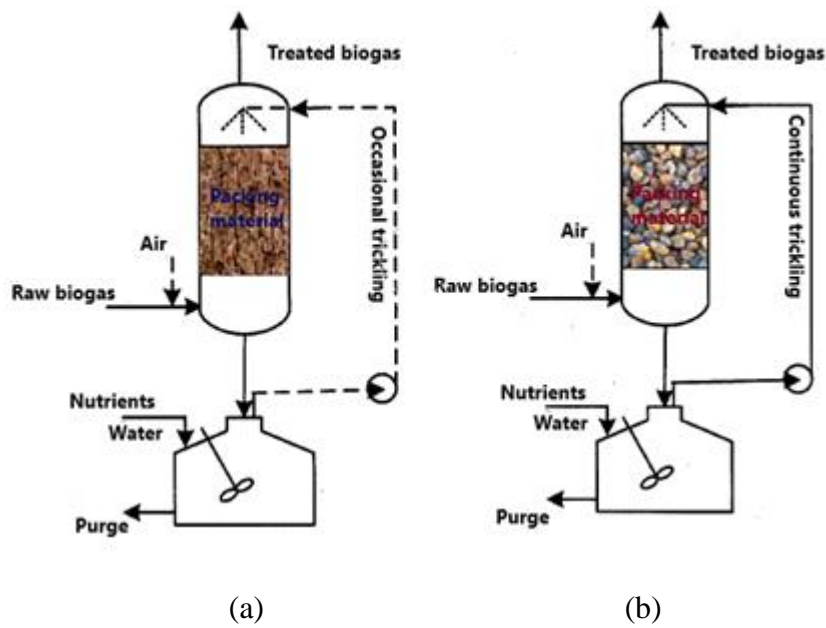 Treated biogas
Occasional trickling
Packing
material
Air
Raw biogas
Nutrients
Water
Purge
(a)
Treated biogas
Continuous trickling
Packing
material
Air
Raw biogas
Nutrients
Water
Purge
(b)